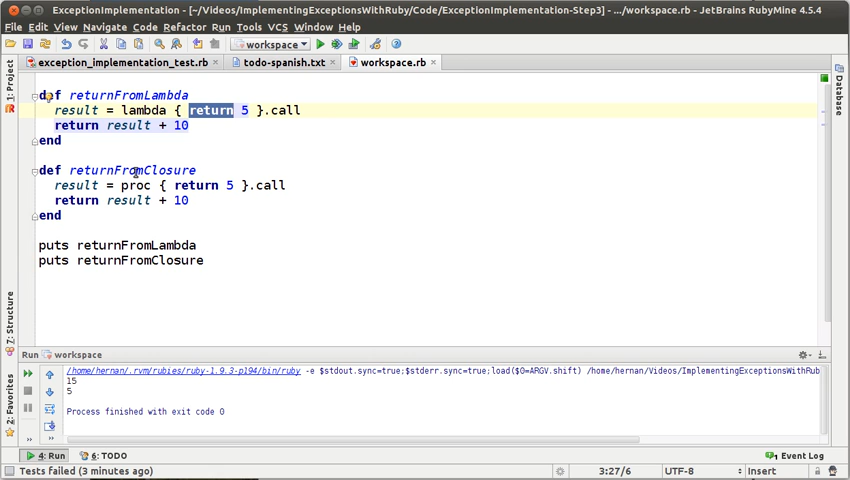 ExceptionImplementation - [~/Videos/ImplementingExceptionsWithRuby/Code/ExceptionImplementation-Step3] - .../workspace.rb - JetBrains RubyMine 4.5.4
File Edit View Navigate Code Refactor Run Tools VCS Window Help
workspace
exception_implementation_test.rb todo-spanish.txt workspace.rb
1: Project
Database
def returnFromLambda
result = lambda { return 5 }.call
return result + 10
end
def returnFromClosure
result = proc { return 5 }.call
return result + 10
end
puts returnFromLambda
puts returnFromClosure
7: Structure
2: Favorites
Run workspace
/home/hernan/.rvm/rubies/ruby-1.9.3-p194/bin/ruby -e $stdout.sync=true;$stderr.sync=true;load($0=ARGV.shift) /home/hernan/Videos/ImplementingExceptionsWithRub
15
5
Process finished with exit code 0
4: Run 6: TODO 1 Event Log
Tests failed (3 minutes ago) 3:27/6 UTF-8 Insert